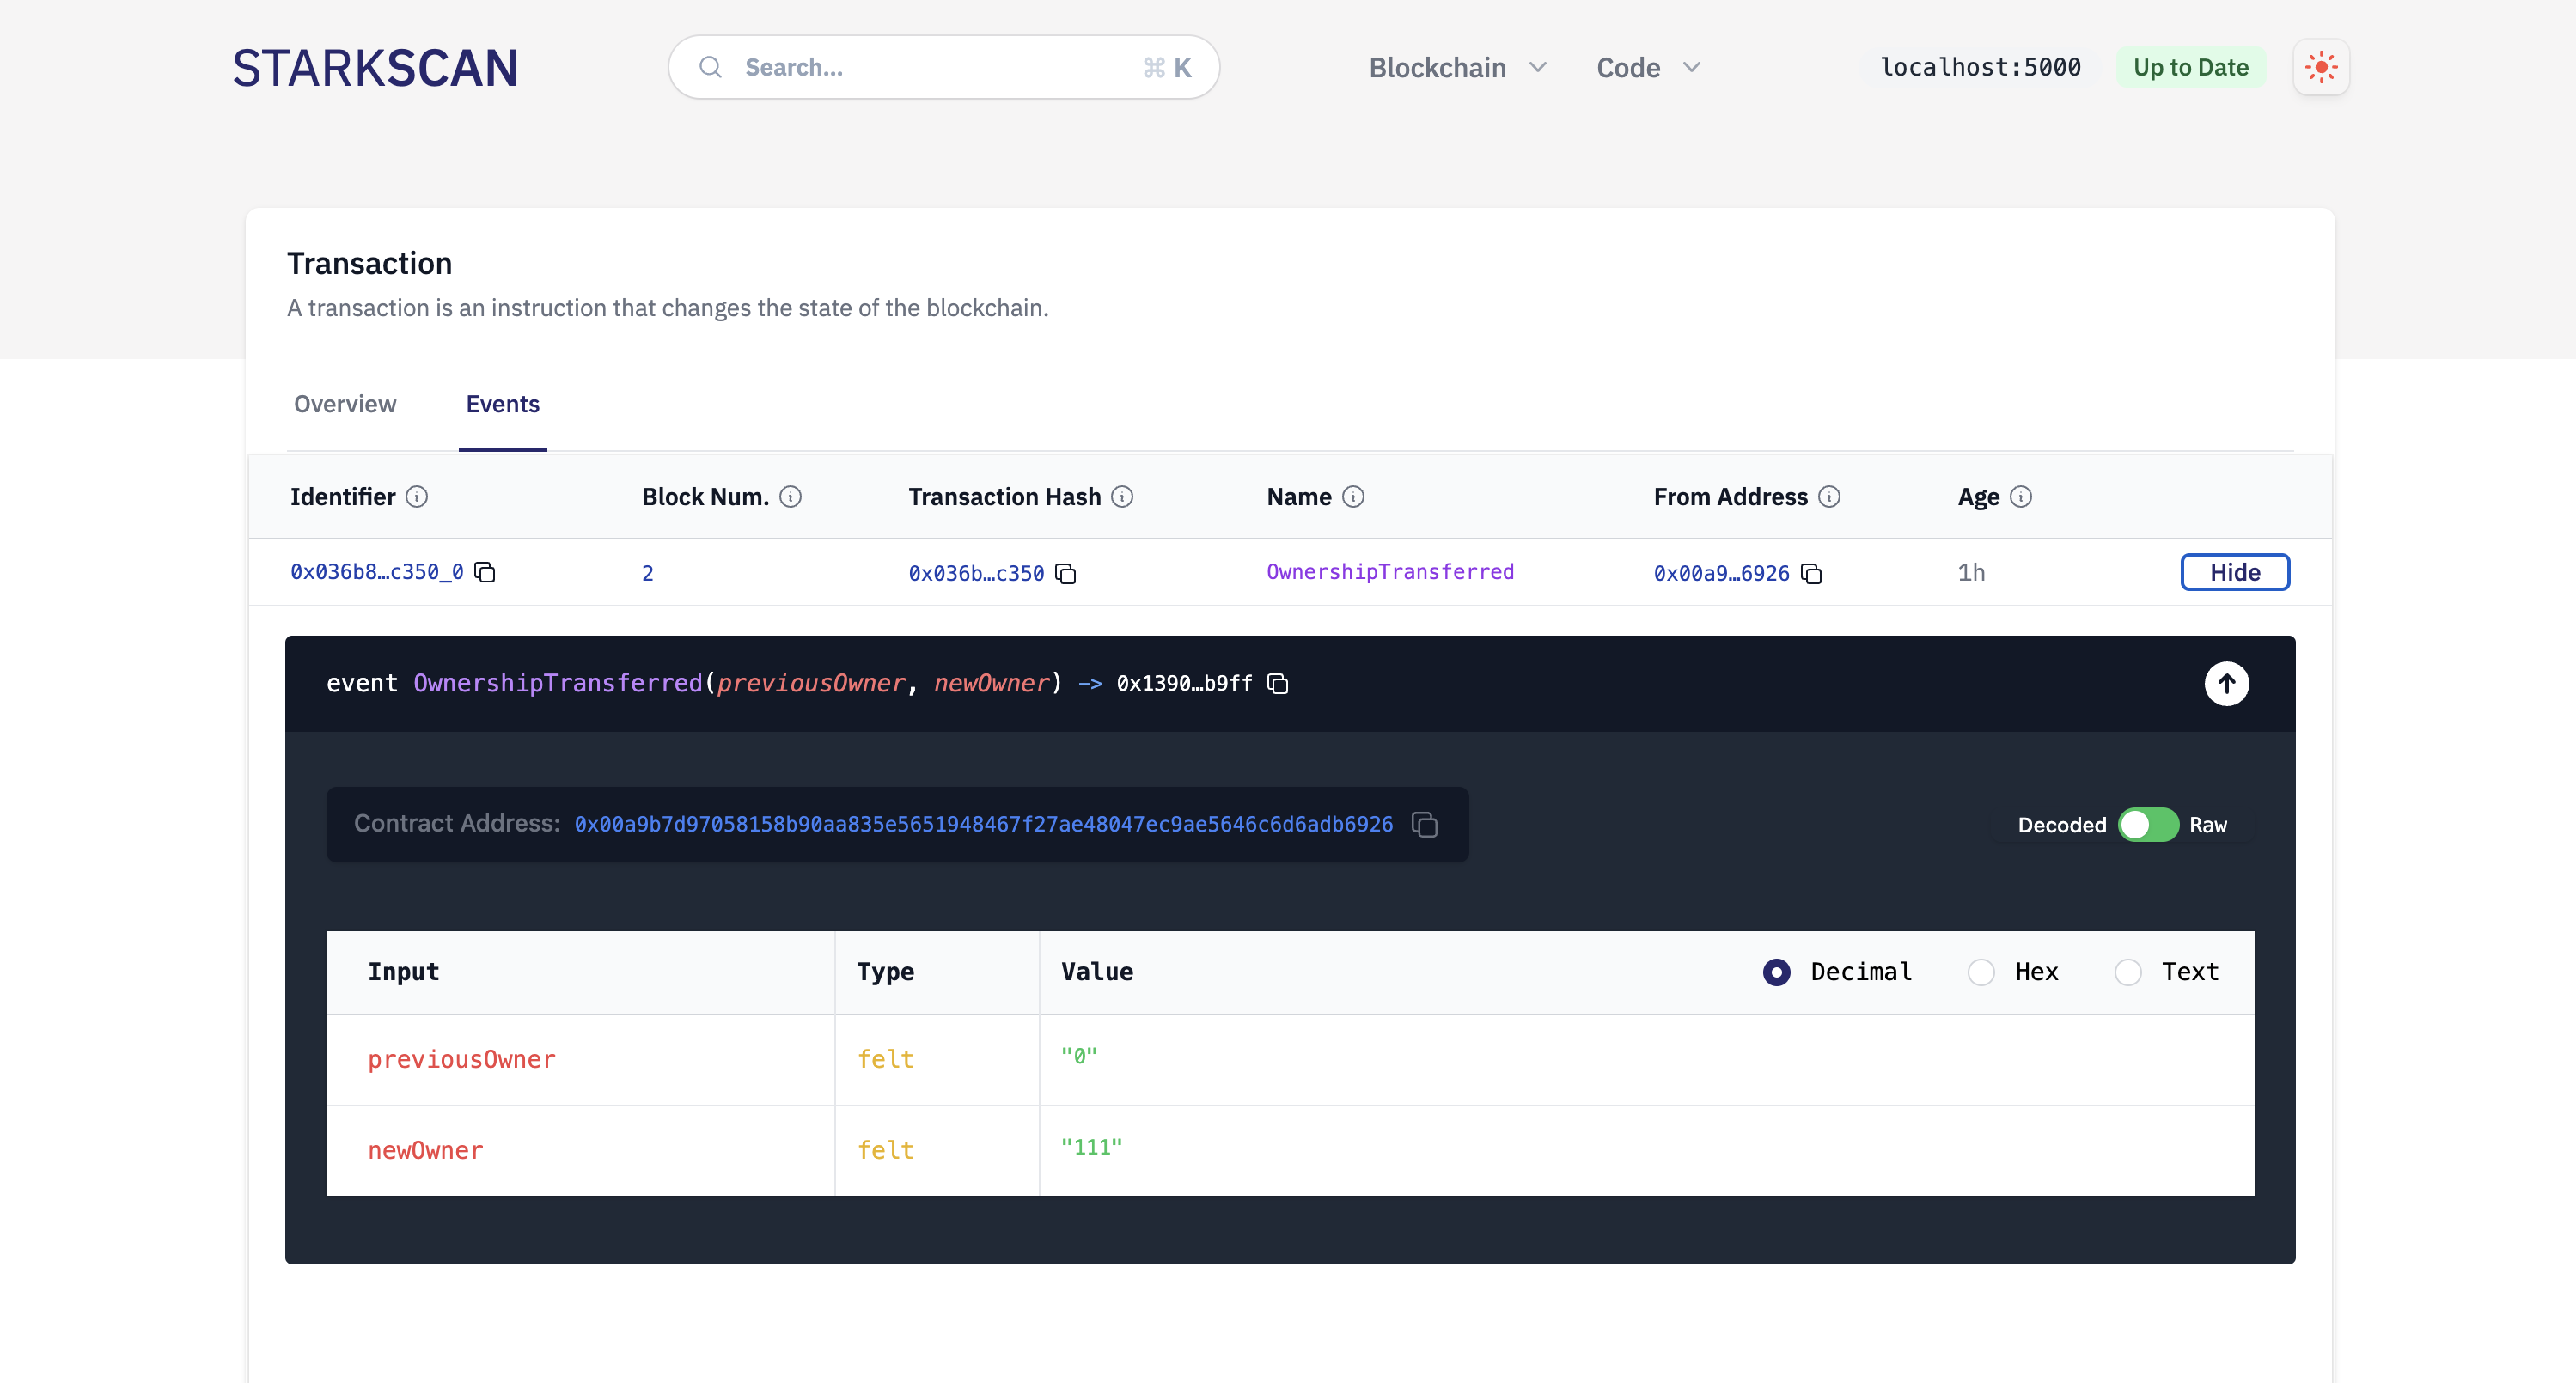 STARKSCAN
Search... ⌘ K
Blockchain
Code
localhost:5000
Up to Date
Transaction
A transaction is an instruction that changes the state of the blockchain.
Overview
Events
Identifier Block Num. Transaction Hash Name From Address Age
0x036b8…c350_0 2 0x036b…c350 OwnershipTransferred 0x00a9…6926 1h Hide
event OwnershipTransferred(previousOwner, newOwner) -> 0x1390…b9ff
Contract Address: 0x00a9b7d97058158b90aa835e5651948467f27ae48047ec9ae5646c6d6adb6926
Decoded Raw
Input Type Value Decimal Hex Text
previousOwner felt "0"
newOwner felt "111"